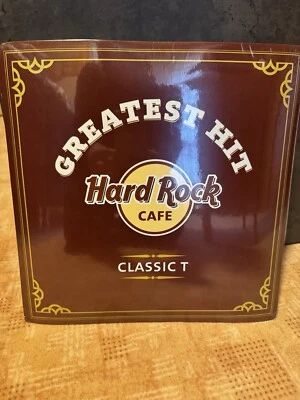 GREATEST HIT
Hard Rock
CAFE
CLASSIC T